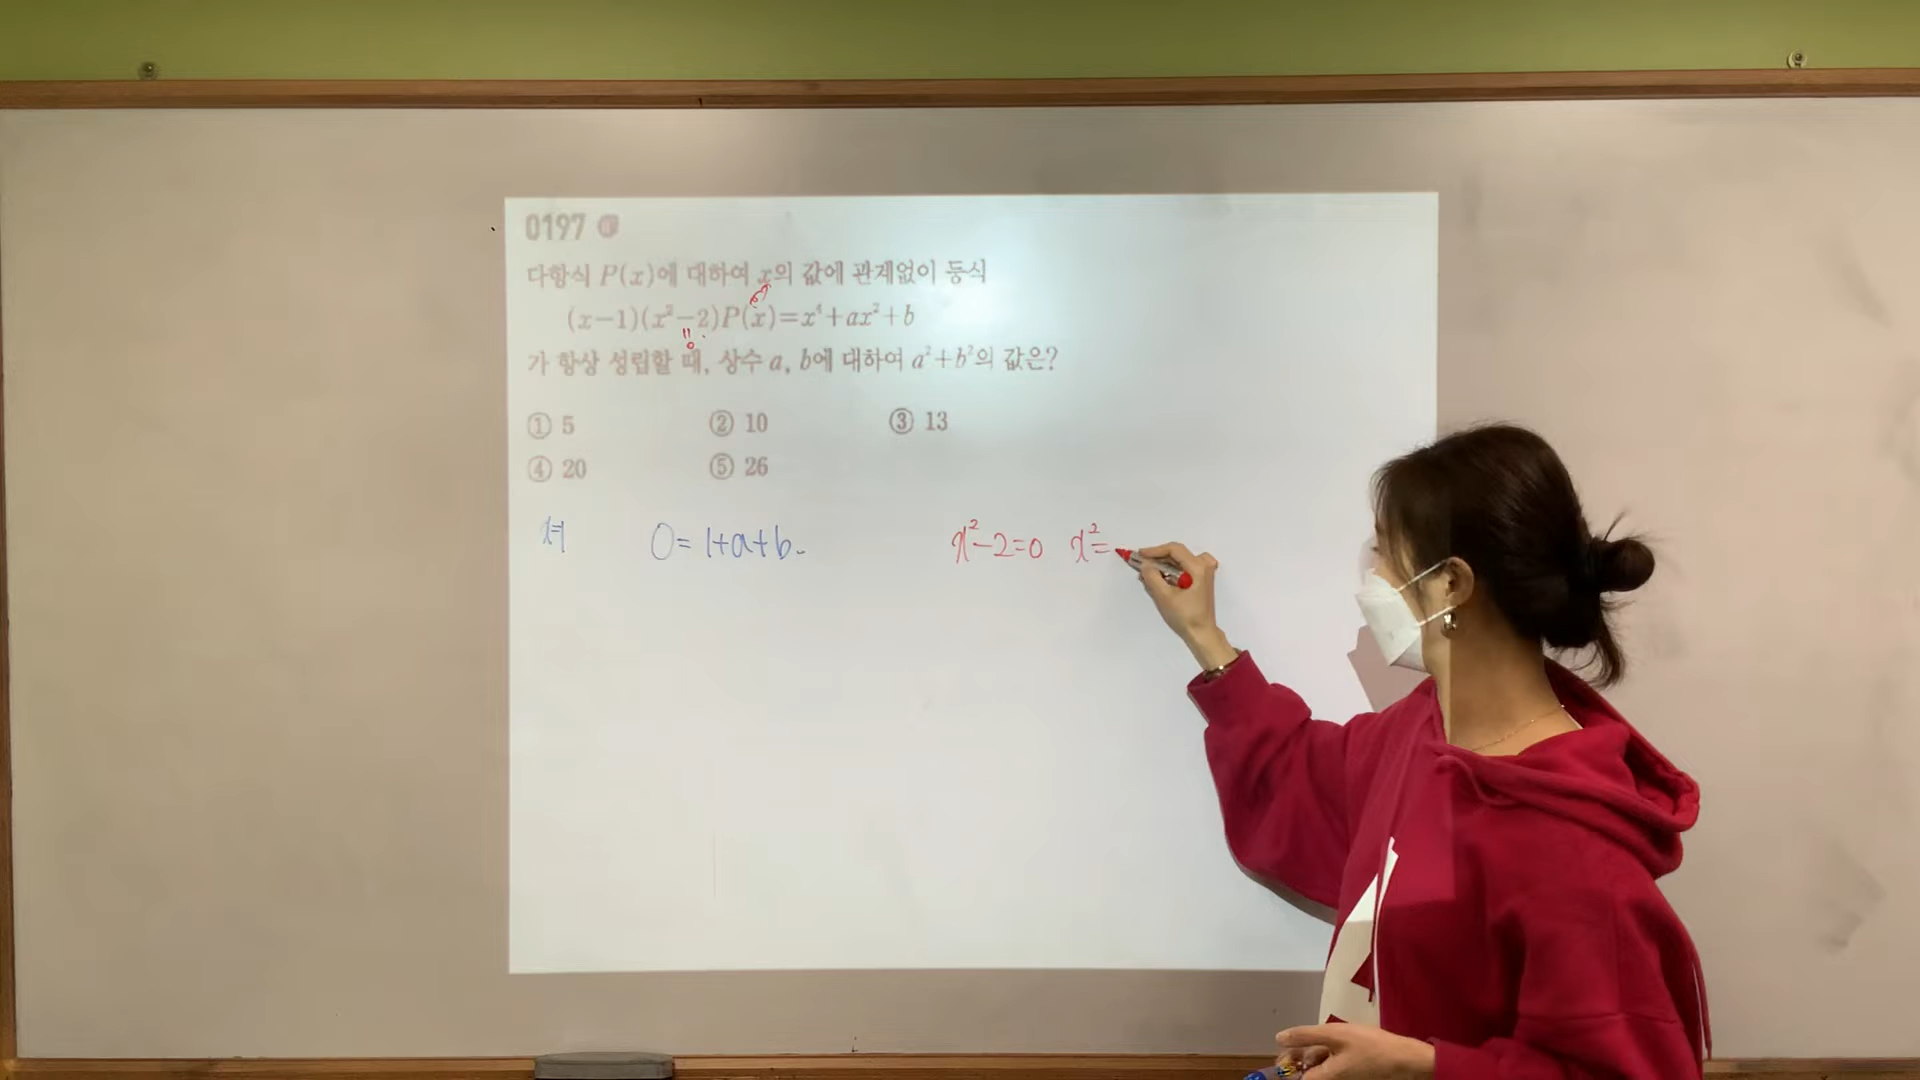 0197
다항식 P(x)에 대하여 x의 값에 관계없이 등식
(x−1)(x²−2)P(x)=x⁴+ax²+b
가 항상 성립할 때, 상수 a, b에 대하여 a²+b²의 값은?
① 5 ② 10 ③ 13
④ 20 ⑤ 26
x=1 0=1+a+b. x²-2=0 x²=